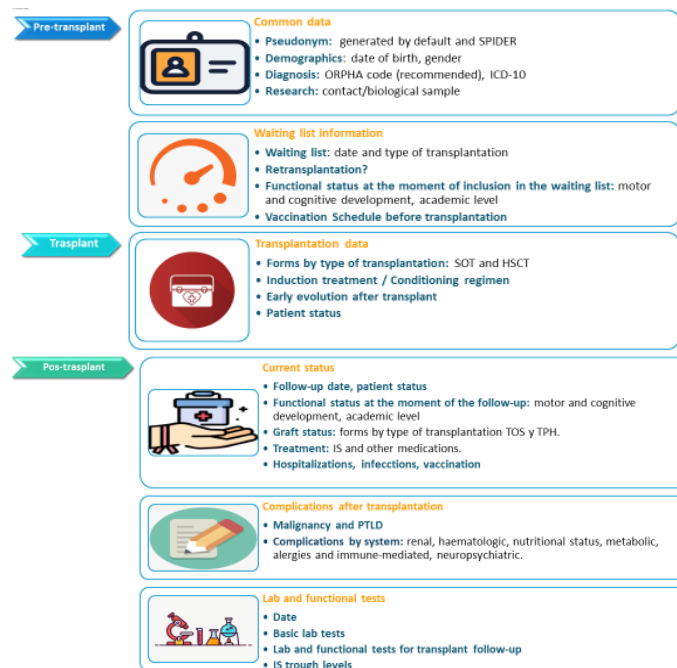 Pre-transplant
Common data
• Pseudonym: generated by default and SPIDER
• Demographics: date of birth, gender
• Diagnosis: ORPHA code (recommended), ICD-10
• Research: contact/biological sample
Waiting list information
• Waiting list: date and type of transplantation
• Retransplantation?
• Functional status at the moment of inclusion in the waiting list: motor
and cognitive development, academic level
• Vaccination Schedule before transplantation
Trasplant
Transplantation data
• Forms by type of transplantation: SOT and HSCT
• Induction treatment / Conditioning regimen
• Early evolution after transplant
• Patient status
Pos-trasplant
Current status
• Follow-up date, patient status
• Functional status at the moment of the follow-up: motor and cognitive
development, academic level
• Graft status: forms by type of transplantation TOS y TPH.
• Treatment: IS and other medications.
• Hospitalizations, infecctions, vaccination
Complications after transplantation
• Malignancy and PTLD
• Complications by system: renal, haematologic, nutritional status, metabolic,
alergies and immune-mediated, neuropsychiatric.
Lab and functional tests
• Date
• Basic lab tests
• Lab and functional tests for transplant follow-up
• IS trough levels